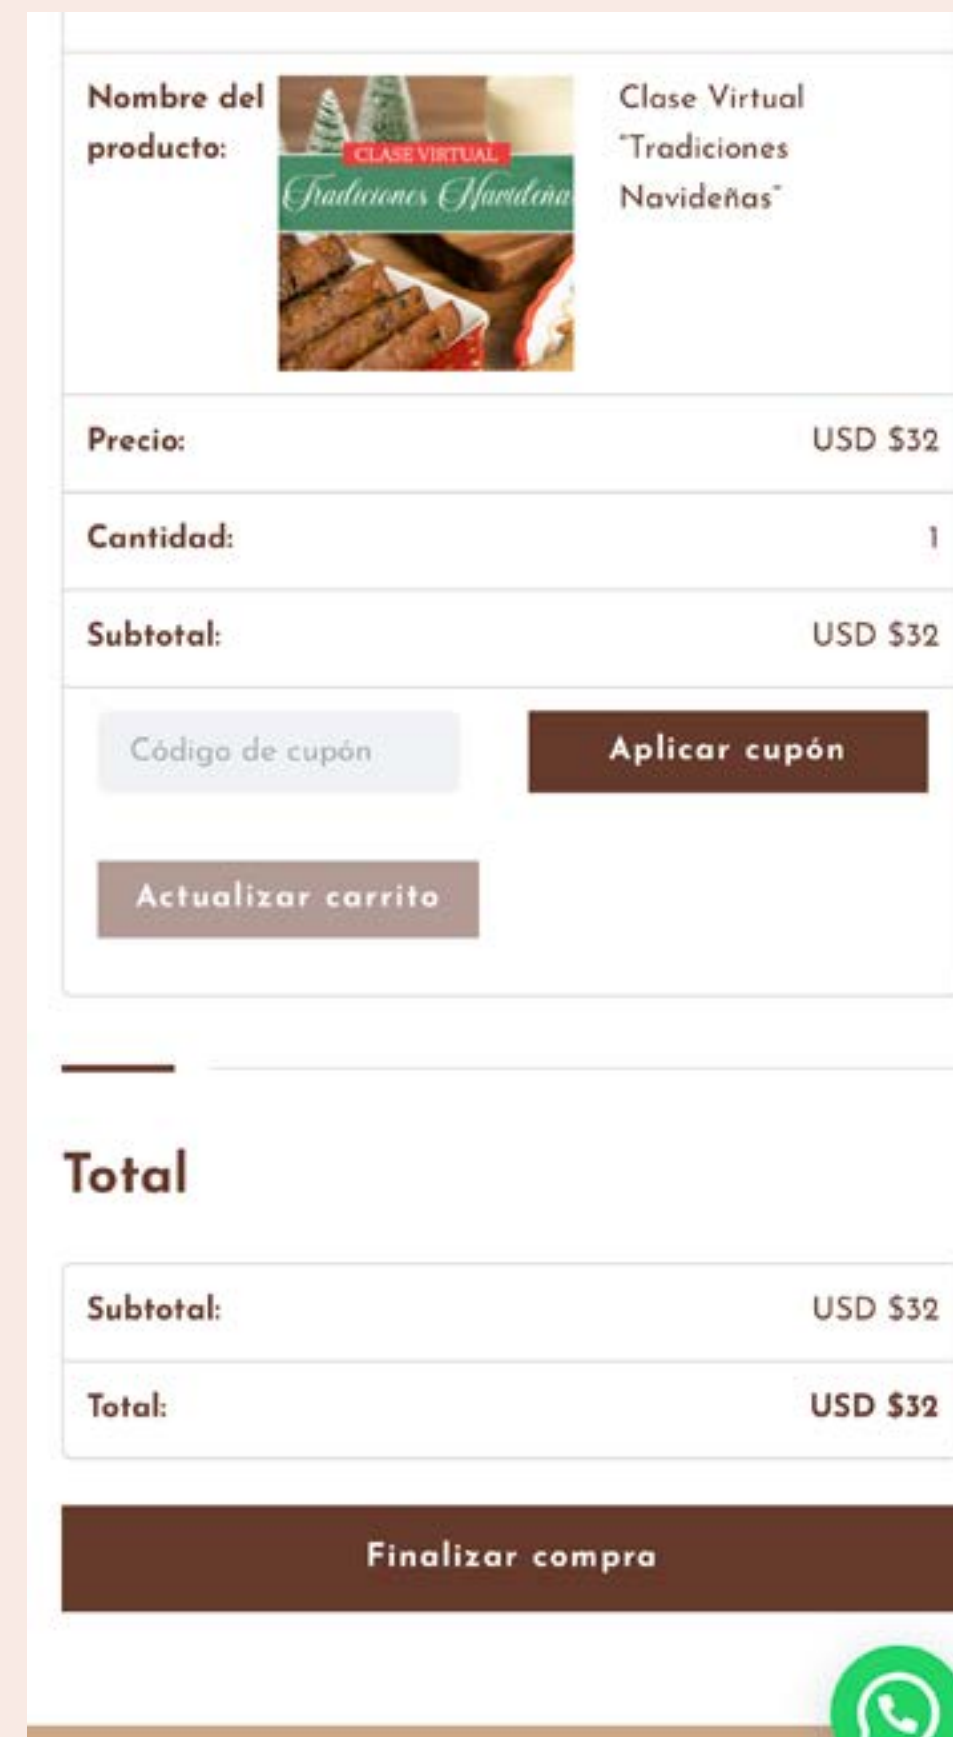 Nombre del
producto:
CLASE VIRTUAL
Tradiciones Navideña
Clase Virtual
"Tradiciones
Navideñas"
Precio: USD $32
Cantidad: 1
Subtotal: USD $32
Código de cupón
Aplicar cupón
Actualizar carrito
Total
Subtotal: USD $32
Total: USD $32
Finalizar compra